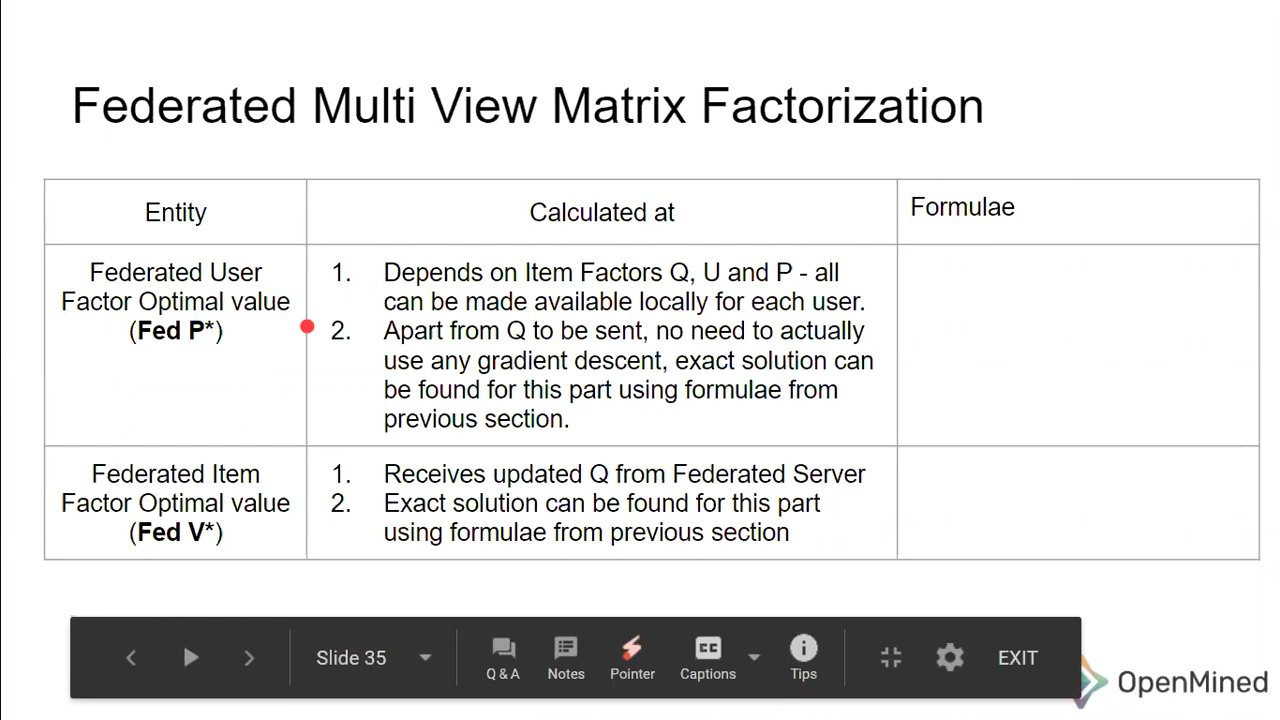 Federated Multi View Matrix Factorization
Entity
Calculated at
Formulae
Federated User
Factor Optimal value
(Fed P*)
1. Depends on Item Factors Q, U and P - all
can be made available locally for each user.
2. Apart from Q to be sent, no need to actually
use any gradient descent, exact solution can
be found for this part using formulae from
previous section.
Federated Item
Factor Optimal value
(Fed V*)
1. Receives updated Q from Federated Server
2. Exact solution can be found for this part
using formulae from previous section
Slide 35
Q & A
Notes
Pointer
CC
Captions
Tips
EXIT
OpenMined